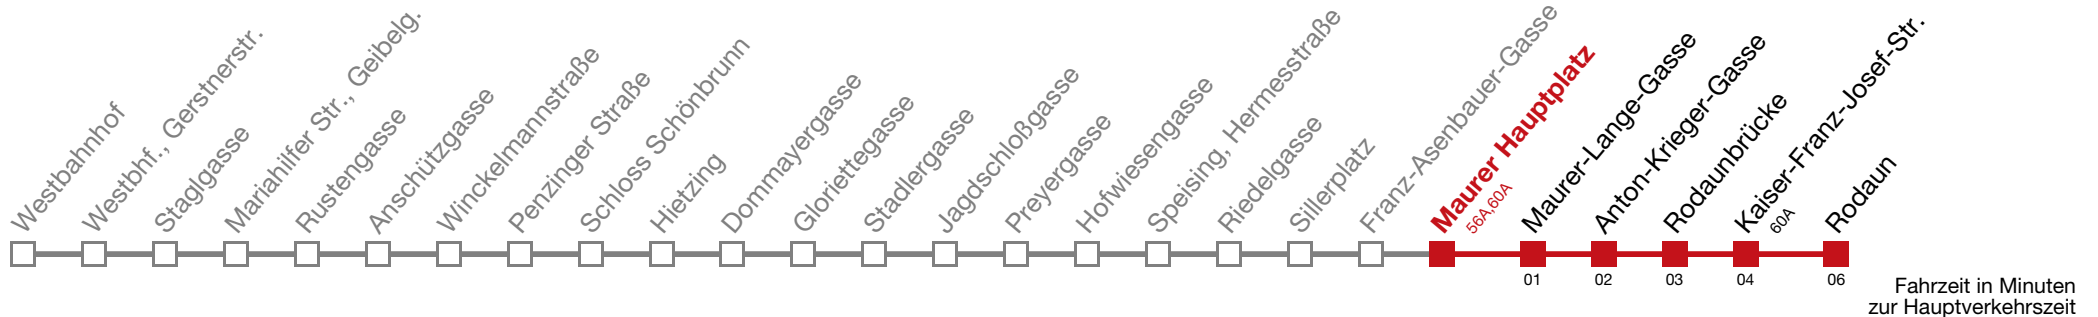 Westbahnhof
Westbhf., Gerstnerstr.
Staglgasse
Mariahilfer Str., Geibelg.
Rustengasse
Anschützgasse
Winckelmannstraße
Penzinger Straße
Schloss Schönbrunn
Hietzing
Dommayergasse
Gloriettegasse
Stadlergasse
Jagdschloßgasse
Preyergasse
Hofwiesengasse
Speising, Hermesstraße
Riedelgasse
Sillerplatz
Franz-Asenbauer-Gasse
Maurer Hauptplatz
56A,60A
Maurer-Lange-Gasse
Anton-Krieger-Gasse
Rodaunbrücke
Kaiser-Franz-Josef-Str.
60A
Rodaun
01
02
03
04
06
Fahrzeit in Minuten
zur Hauptverkehrszeit